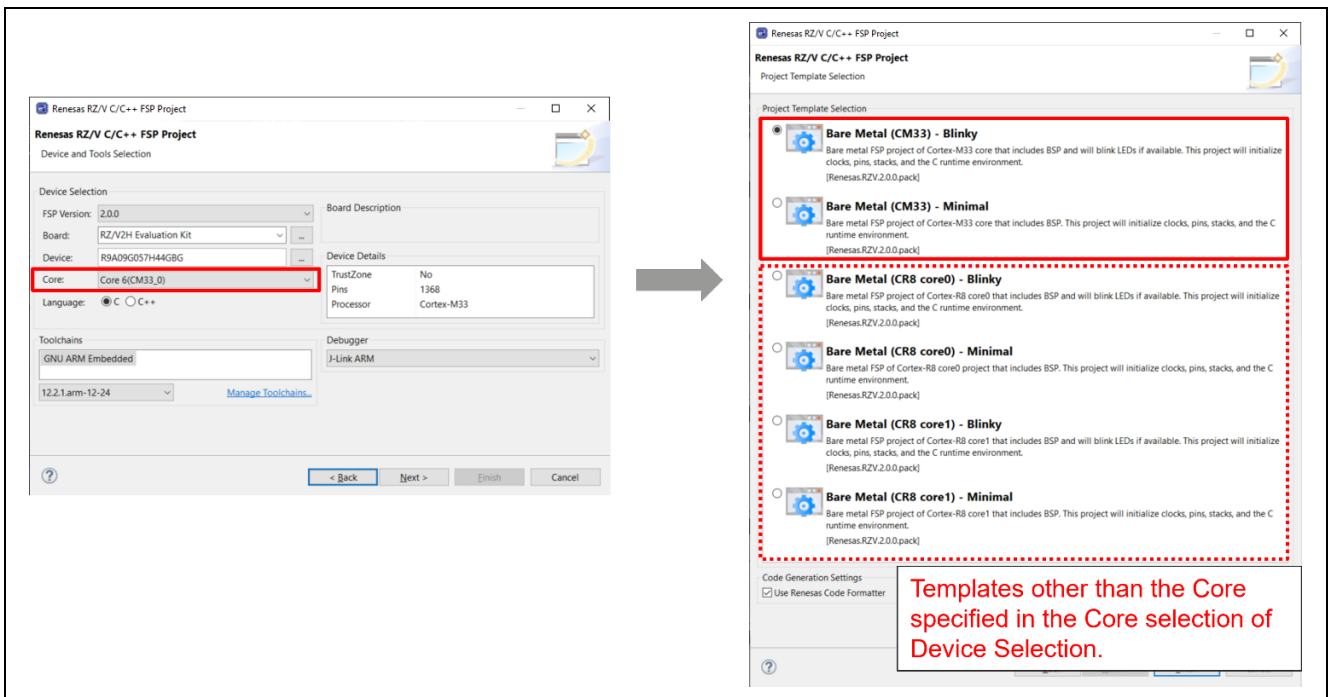 Renesas RZ/V C/C++ FSP Project
Renesas RZ/V C/C++ FSP Project
Device and Tools Selection
Device Selection
FSP Version: 2.0.0
Board: RZ/V2H Evaluation Kit ...
Device: R9A09G057H44GBG ...
Core: Core 6(CM33_0)
Language: C C++
Board Description
Device Details
TrustZone No
Pins 1368
Processor Cortex-M33
Toolchains
GNU ARM Embedded
12.2.1.arm-12-24 Manage Toolchains...
Debugger
J-Link ARM
< Back Next > Finish Cancel
Renesas RZ/V C/C++ FSP Project
Renesas RZ/V C/C++ FSP Project
Project Template Selection
Project Template Selection
Bare Metal (CM33) - Blinky
Bare metal FSP project of Cortex-M33 core that includes BSP and will blink LEDs if available. This project will initialize
clocks, pins, stacks, and the C runtime environment.
[Renesas.RZV.2.0.0.pack]
Bare Metal (CM33) - Minimal
Bare metal FSP project of Cortex-M33 core that includes BSP. This project will initialize clocks, pins, stacks, and the C
runtime environment.
[Renesas.RZV.2.0.0.pack]
Bare Metal (CR8 core0) - Blinky
Bare metal FSP project of Cortex-R8 core0 that includes BSP and will blink LEDs if available. This project will initialize
clocks, pins, stacks, and the C runtime environment.
[Renesas.RZV.2.0.0.pack]
Bare Metal (CR8 core0) - Minimal
Bare metal FSP of Cortex-R8 core0 project that includes BSP. This project will initialize clocks, pins, stacks, and the C
runtime environment.
[Renesas.RZV.2.0.0.pack]
Bare Metal (CR8 core1) - Blinky
Bare metal FSP project of Cortex-R8 core1 that includes BSP and will blink LEDs if available. This project will initialize
clocks, pins, stacks, and the C runtime environment.
[Renesas.RZV.2.0.0.pack]
Bare Metal (CR8 core1) - Minimal
Bare metal FSP project of Cortex-R8 core1 that includes BSP. This project will initialize clocks, pins, stacks, and the C
runtime environment.
[Renesas.RZV.2.0.0.pack]
Code Generation Settings
Use Renesas Code Formatter
Templates other than the Core
specified in the Core selection of
Device Selection.